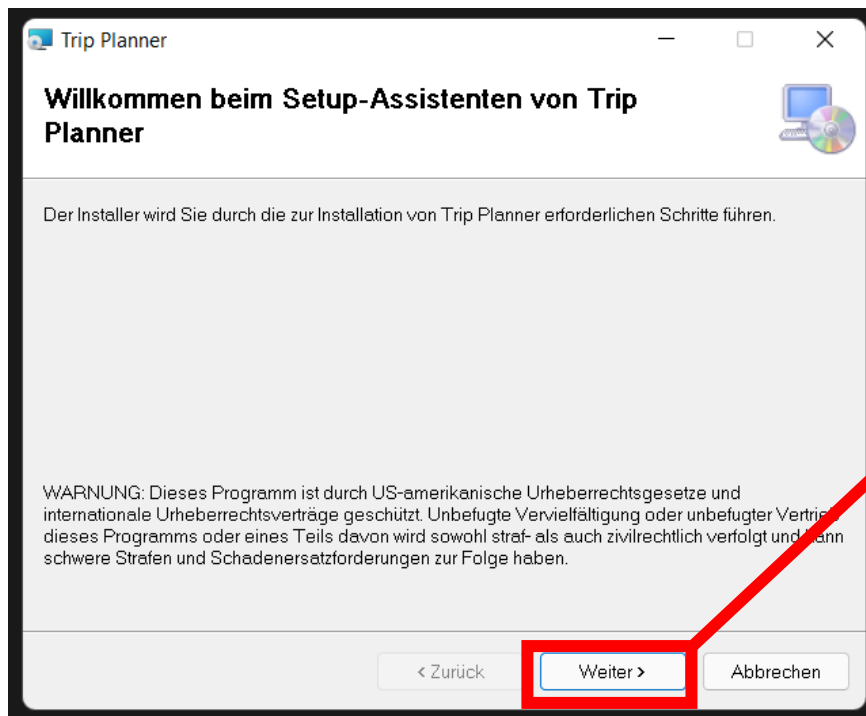 Trip Planner
Willkommen beim Setup-Assistenten von Trip
Planner
Der Installer wird Sie durch die zur Installation von Trip Planner erforderlichen Schritte führen.
WARNUNG: Dieses Programm ist durch US-amerikanische Urheberrechtsgesetze und
internationale Urheberrechtsverträge geschützt. Unbefugte Vervielfältigung oder unbefugter Vertrieb
dieses Programms oder eines Teils davon wird sowohl straf- als auch zivilrechtlich verfolgt und kann
schwere Strafen und Schadenersatzforderungen zur Folge haben.
< Zurück
Weiter >
Abbrechen